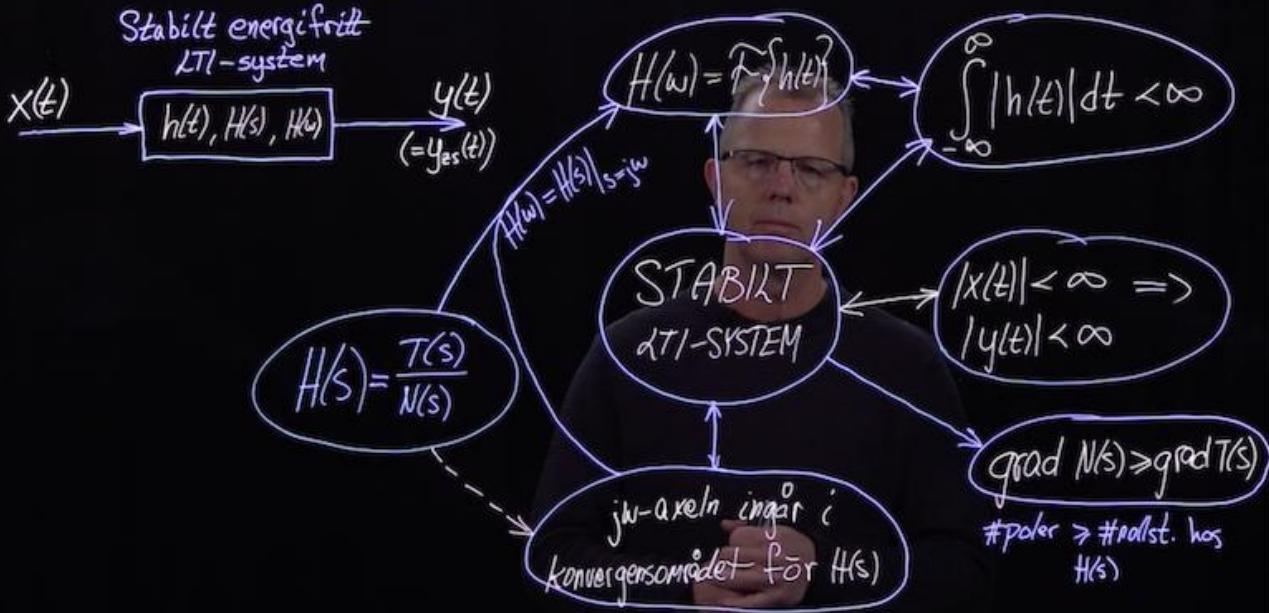 Stabilt energifritt
LTI-system
x(t)
h(t), H(s), H(ω)
y(t)
(=y_zs(t))
H(ω) = F{h(t)}
∞
∫ |h(t)| dt < ∞
-∞
H(ω) = H(s)|s=jω
STABILT
LTI-SYSTEM
|x(t)| < ∞ =>
|y(t)| < ∞
H(s) = T(s)
N(s)
grad N(s) ≥ grad T(s)
#poler ≥ #nollst. hos
H(s)
jω-axeln ingår i
konvergensområdet för H(s)